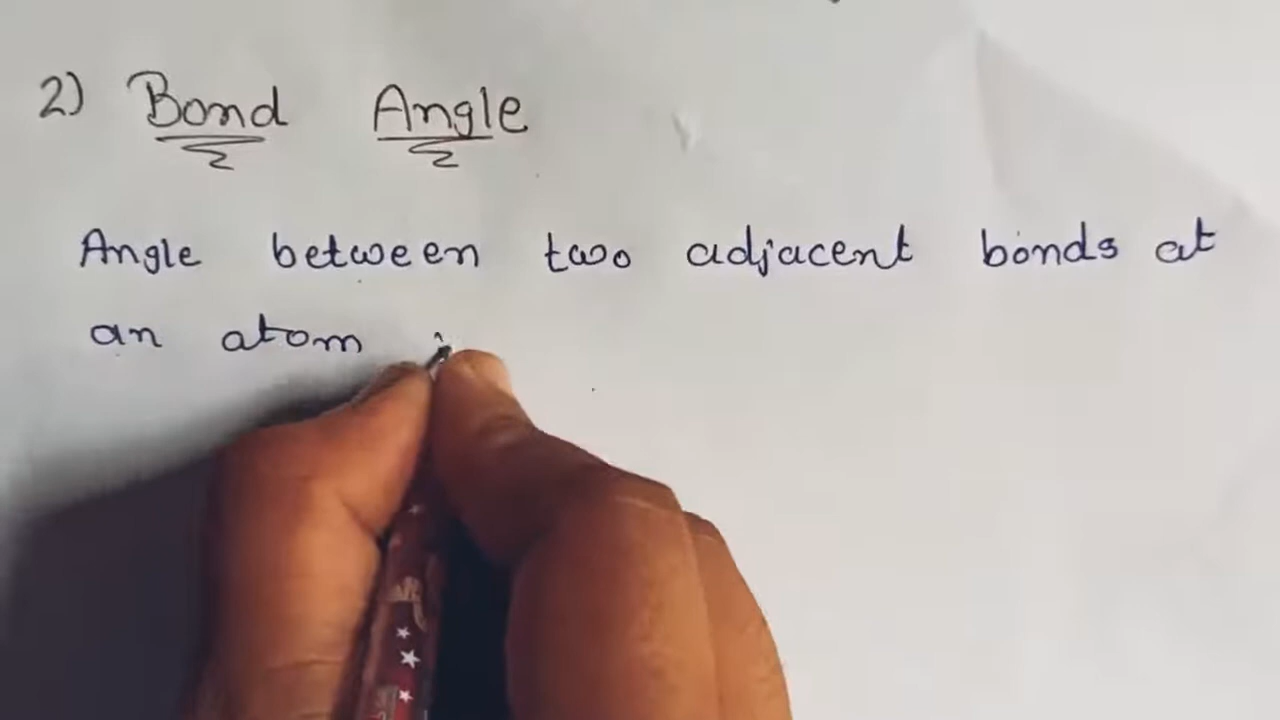 2) Bond Angle
Angle between two adjacent bonds at
an atom